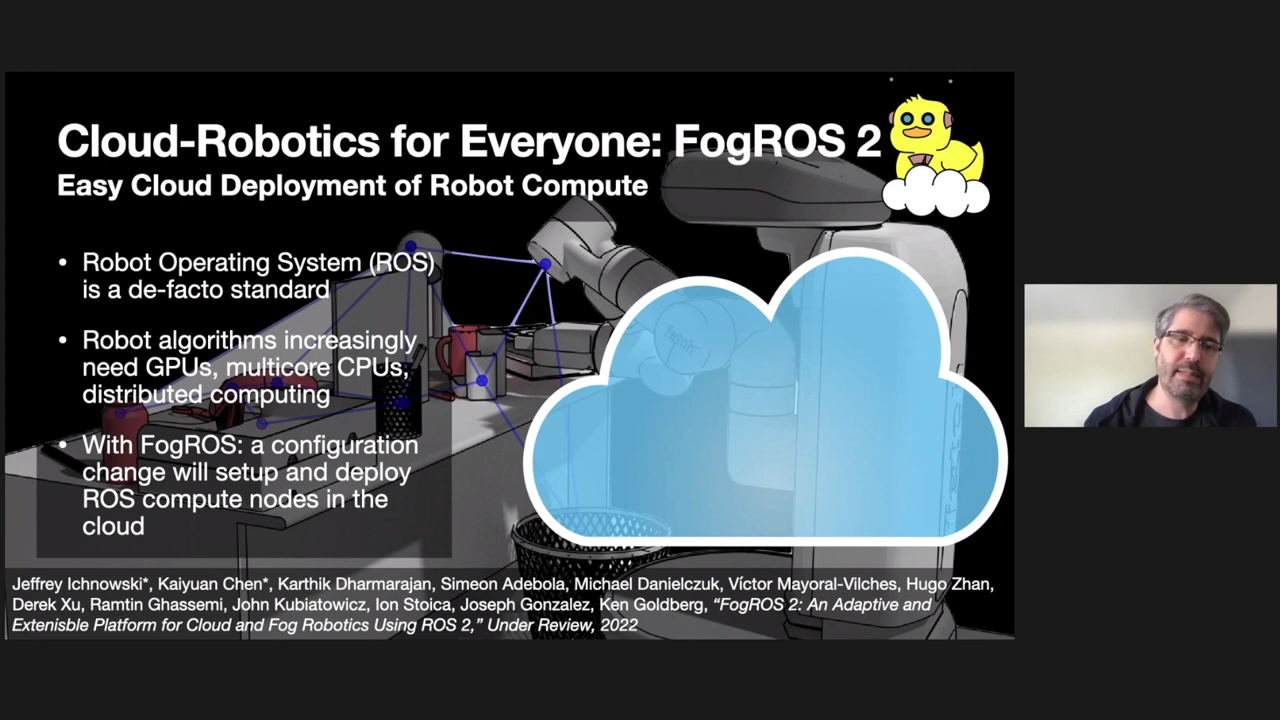 Cloud-Robotics for Everyone: FogROS 2
Easy Cloud Deployment of Robot Compute
• Robot Operating System (ROS)
is a de-facto standard
• Robot algorithms increasingly
need GPUs, multicore CPUs,
distributed computing
• With FogROS: a configuration
change will setup and deploy
ROS compute nodes in the
cloud
fetch
Jeffrey Ichnowski*, Kaiyuan Chen*, Karthik Dharmarajan, Simeon Adebola, Michael Danielczuk, Víctor Mayoral-Vilches, Hugo Zhan,
Derek Xu, Ramtin Ghassemi, John Kubiatowicz, Ion Stoica, Joseph Gonzalez, Ken Goldberg, “FogROS 2: An Adaptive and
Extenisble Platform for Cloud and Fog Robotics Using ROS 2,” Under Review, 2022